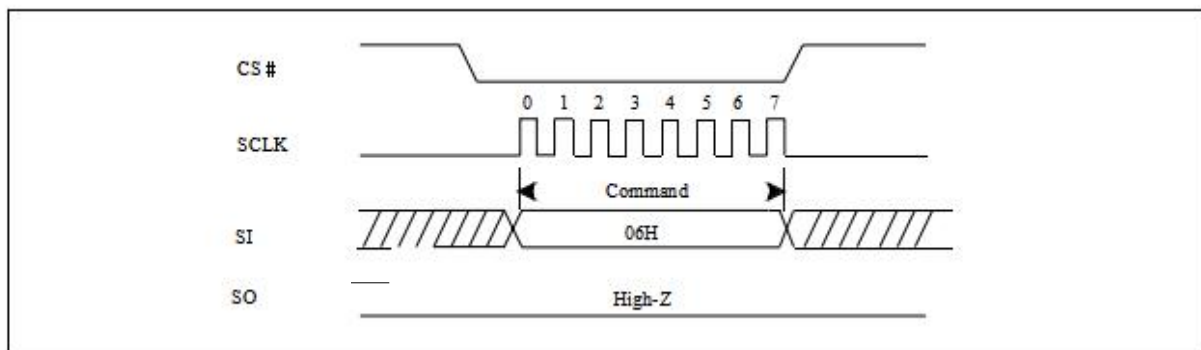 CS#
0 1 2 3 4 5 6 7
SCLK
Command
SI
06H
SO
High-Z